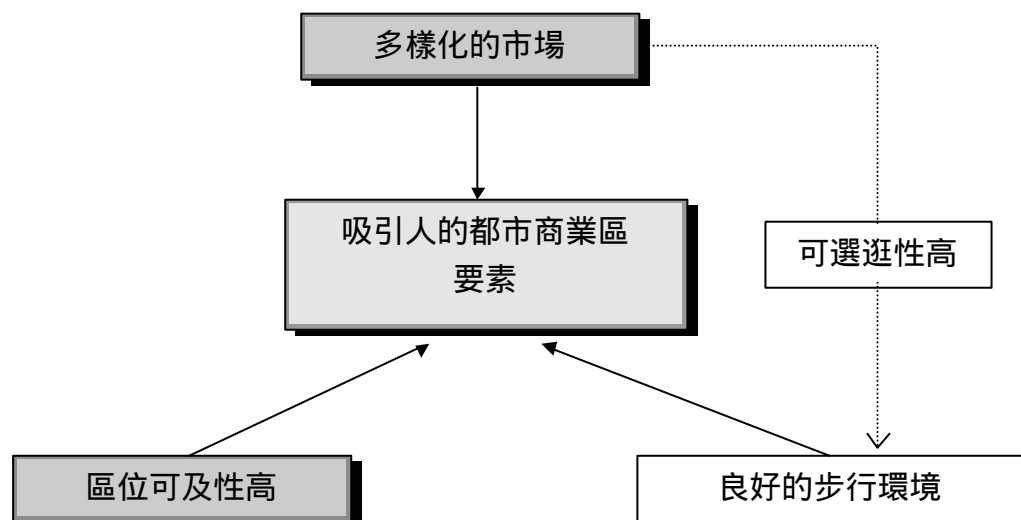 多樣化的市場
吸引人的都市商業區
要素
可選逛性高
區位可及性高
良好的步行環境